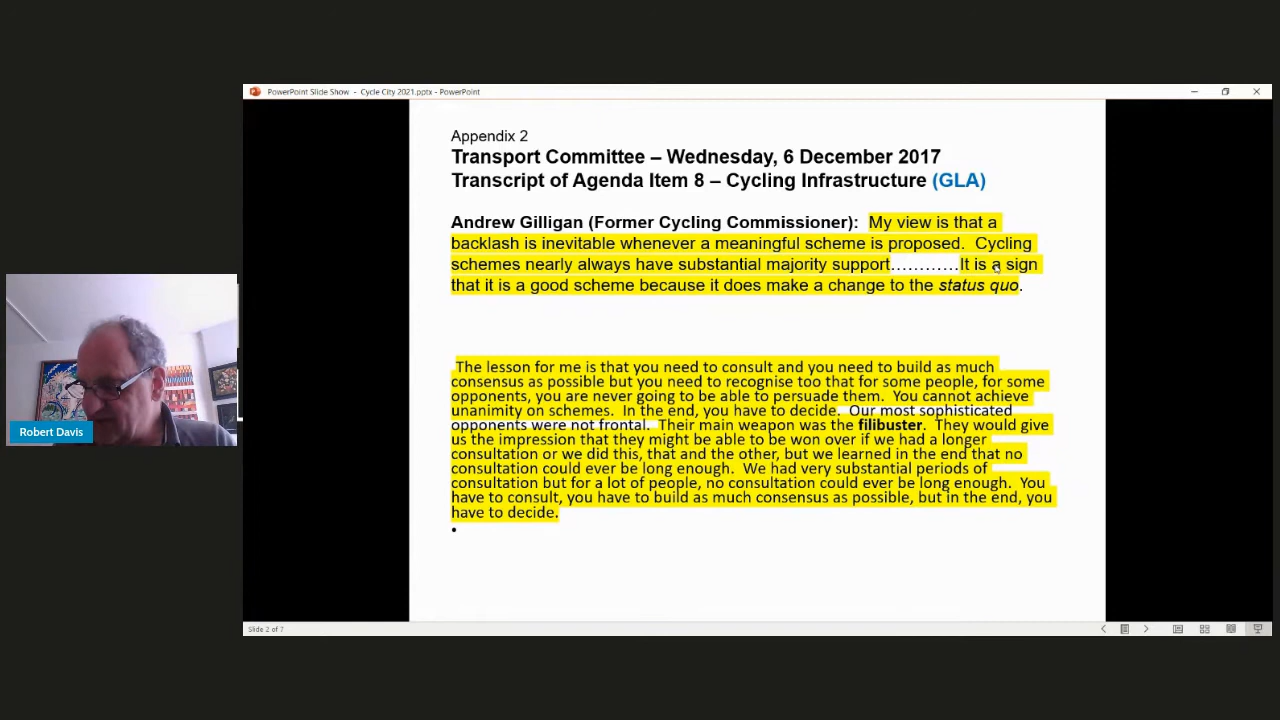 PowerPoint Slide Show - Cycle City 2021.pptx - PowerPoint
Appendix 2
Transport Committee – Wednesday, 6 December 2017
Transcript of Agenda Item 8 – Cycling Infrastructure (GLA)
Andrew Gilligan (Former Cycling Commissioner): My view is that a
backlash is inevitable whenever a meaningful scheme is proposed. Cycling
schemes nearly always have substantial majority support…………It is a sign
that it is a good scheme because it does make a change to the status quo.
The lesson for me is that you need to consult and you need to build as much
consensus as possible but you need to recognise too that for some people, for some
opponents, you are never going to be able to persuade them. You cannot achieve
unanimity on schemes. In the end, you have to decide. Our most sophisticated
opponents were not frontal. Their main weapon was the filibuster. They would give
us the impression that they might be able to be won over if we had a longer
consultation or we did this, that and the other, but we learned in the end that no
consultation could ever be long enough. We had very substantial periods of
consultation but for a lot of people, no consultation could ever be long enough. You
have to consult, you have to build as much consensus as possible, but in the end, you
have to decide.
•
Robert Davis
Slide 2 of 7